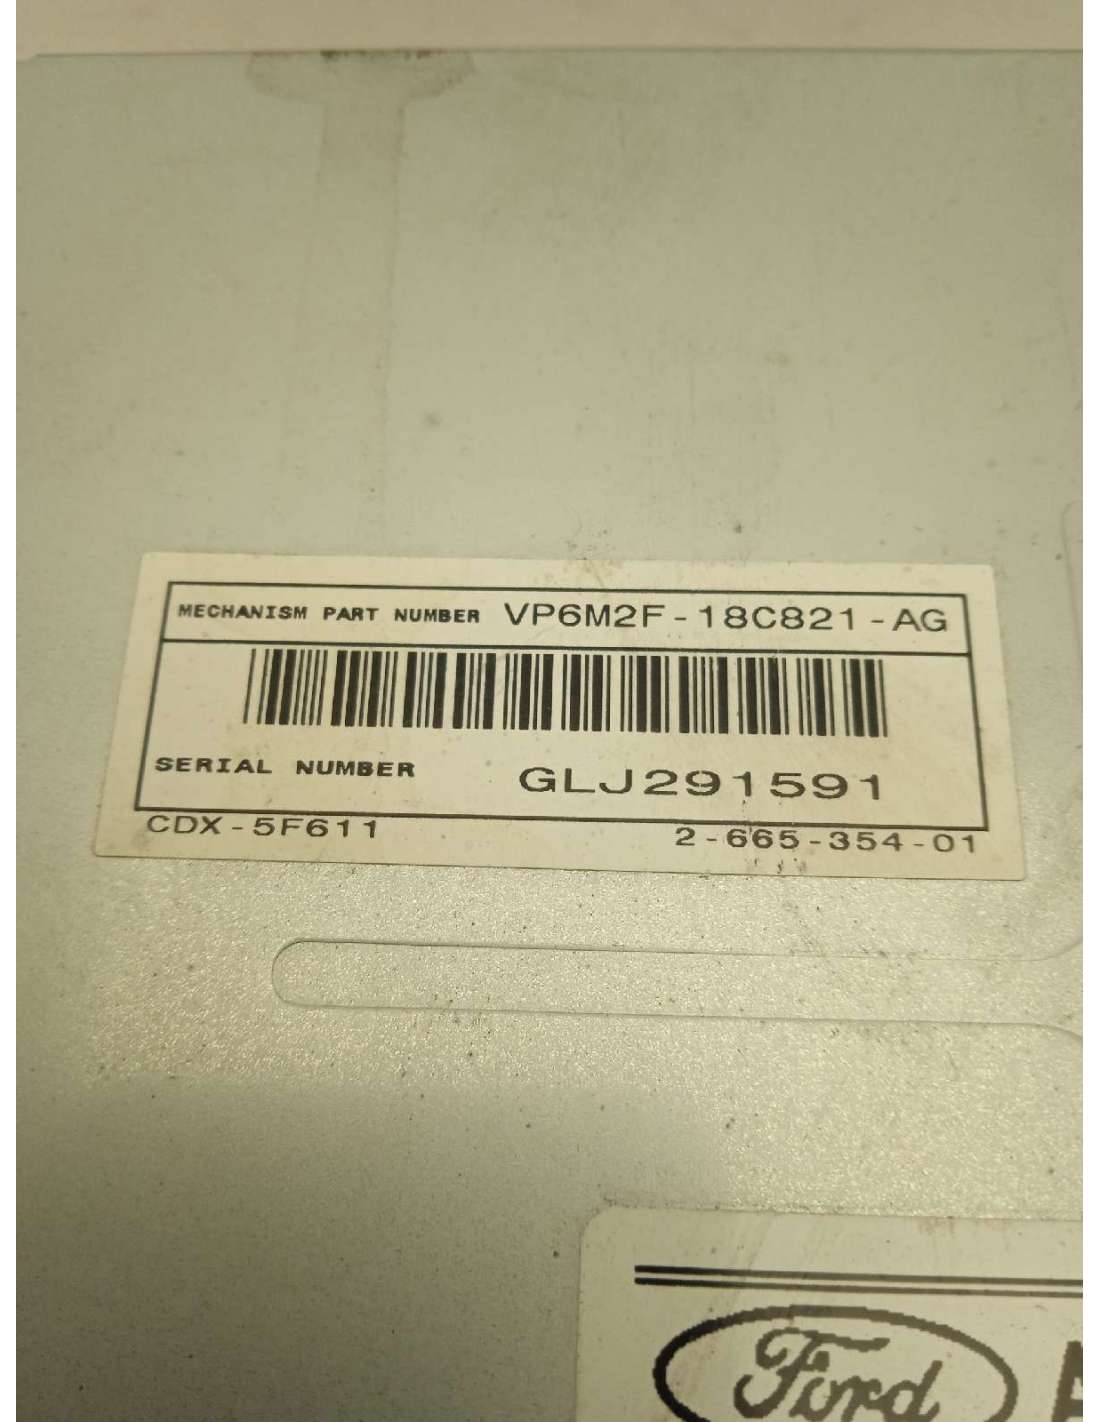 MECHANISM PART NUMBER VP6M2F-18C821-AG
SERIAL NUMBER GLJ291591
CDX-5F611 2-665-354-01
Ford